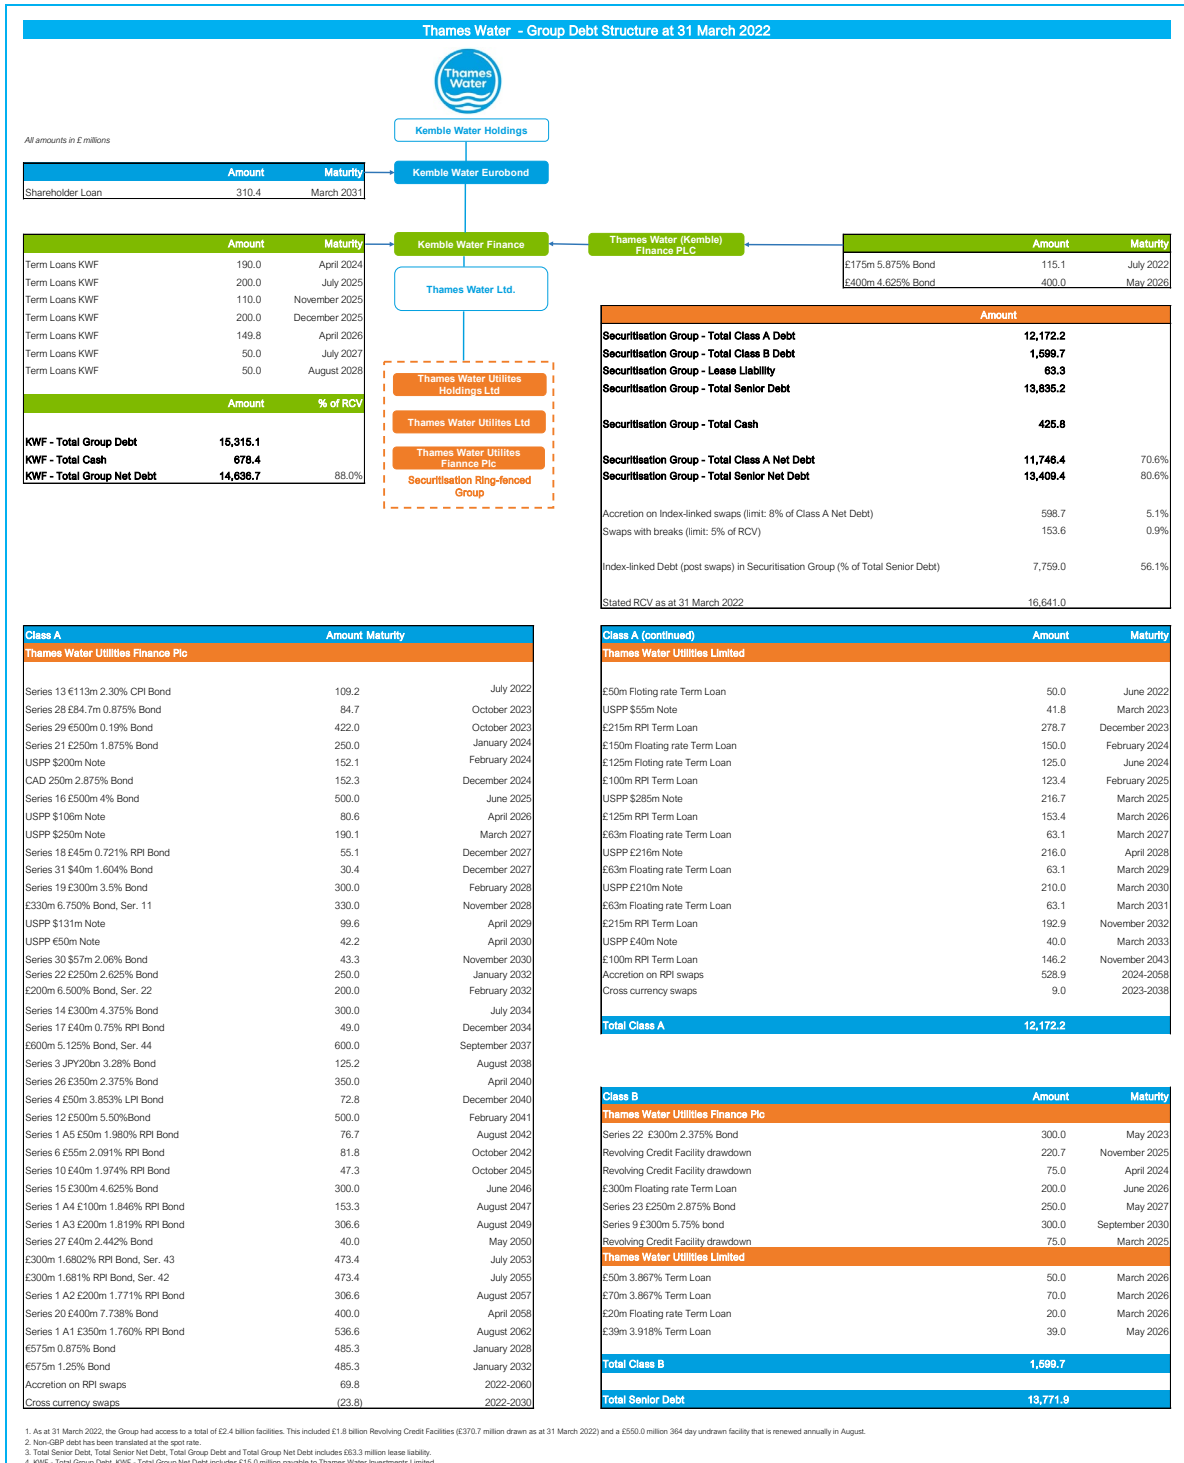 Thames Water - Group Debt Structure at 31 March 2022
Thames
Water
Kemble Water Holdings
All amounts in £ millions
Amount Maturity
Kemble Water Eurobond
Shareholder Loan 310.4 March 2031
Amount Maturity
Kemble Water Finance
Thames Water (Kemble)
Finance PLC
Amount Maturity
Term Loans KWF 190.0 April 2024
Term Loans KWF 200.0 July 2025
Term Loans KWF 110.0 November 2025
Term Loans KWF 200.0 December 2025
Term Loans KWF 149.8 April 2026
Term Loans KWF 50.0 July 2027
Term Loans KWF 50.0 August 2028
£175m 5.875% Bond 115.1 July 2022
£400m 4.625% Bond 400.0 May 2026
Thames Water Ltd.
Amount % of RCV
KWF - Total Group Debt 15,315.1
KWF - Total Cash 678.4
KWF - Total Group Net Debt 14,636.7 88.0%
Thames Water Utilites
Holdings Ltd
Thames Water Utilites Ltd
Thames Water Utilites
Fiannce Plc
Securitisation Ring-fenced
Group
Amount
Securitisation Group - Total Class A Debt 12,172.2
Securitisation Group - Total Class B Debt 1,599.7
Securitisation Group - Lease Liability 63.3
Securitisation Group - Total Senior Debt 13,835.2
Securitisation Group - Total Cash 425.8
Securitisation Group - Total Class A Net Debt 11,746.4 70.6%
Securitisation Group - Total Senior Net Debt 13,409.4 80.6%
Accretion on Index-linked swaps (limit: 8% of Class A Net Debt) 598.7 5.1%
Swaps with breaks (limit: 5% of RCV) 153.6 0.9%
Index-linked Debt (post swaps) in Securitisation Group (% of Total Senior Debt) 7,759.0 56.1%
Stated RCV as at 31 March 2022 16,641.0
Class A Amount Maturity
Thames Water Utilities Finance Plc
Series 13 €113m 2.30% CPI Bond 109.2 July 2022
Series 28 £84.7m 0.875% Bond 84.7 October 2023
Series 29 €500m 0.19% Bond 422.0 October 2023
Series 21 £250m 1.875% Bond 250.0 January 2024
USPP $200m Note 152.1 February 2024
CAD 250m 2.875% Bond 152.3 December 2024
Series 16 £500m 4% Bond 500.0 June 2025
USPP $106m Note 80.6 April 2026
USPP $250m Note 190.1 March 2027
Series 18 £45m 0.721% RPI Bond 55.1 December 2027
Series 31 $40m 1.604% Bond 30.4 December 2027
Series 19 £300m 3.5% Bond 300.0 February 2028
£330m 6.750% Bond, Ser. 11 330.0 November 2028
USPP $131m Note 99.6 April 2029
USPP €50m Note 42.2 April 2030
Series 30 $57m 2.06% Bond 43.3 November 2030
Series 22 £250m 2.625% Bond 250.0 January 2032
£200m 6.500% Bond, Ser. 22 200.0 February 2032
Series 14 £300m 4.375% Bond 300.0 July 2034
Series 17 £40m 0.75% RPI Bond 49.0 December 2034
£600m 5.125% Bond, Ser. 44 600.0 September 2037
Series 3 JPY20bn 3.28% Bond 125.2 August 2038
Series 26 £350m 2.375% Bond 350.0 April 2040
Series 4 £50m 3.853% LPI Bond 72.8 December 2040
Series 12 £500m 5.50%Bond 500.0 February 2041
Series 1 A5 £50m 1.980% RPI Bond 76.7 August 2042
Series 6 £55m 2.091% RPI Bond 81.8 October 2042
Series 10 £40m 1.974% RPI Bond 47.3 October 2045
Series 15 £300m 4.625% Bond 300.0 June 2046
Series 1 A4 £100m 1.846% RPI Bond 153.3 August 2047
Series 1 A3 £200m 1.819% RPI Bond 306.6 August 2049
Series 27 £40m 2.442% Bond 40.0 May 2050
£300m 1.6802% RPI Bond, Ser. 43 473.4 July 2053
£300m 1.681% RPI Bond, Ser. 42 473.4 July 2055
Series 1 A2 £200m 1.771% RPI Bond 306.6 August 2057
Series 20 £400m 7.738% Bond 400.0 April 2058
Series 1 A1 £350m 1.760% RPI Bond 536.6 August 2062
€575m 0.875% Bond 485.3 January 2028
€575m 1.25% Bond 485.3 January 2032
Accretion on RPI swaps 69.8 2022-2060
Cross currency swaps (23.8) 2022-2030
Class A (continued) Amount Maturity
Thames Water Utilities Limited
£50m Floting rate Term Loan 50.0 June 2022
USPP $55m Note 41.8 March 2023
£215m RPI Term Loan 278.7 December 2023
£150m Floating rate Term Loan 150.0 February 2024
£125m Floting rate Term Loan 125.0 June 2024
£100m RPI Term Loan 123.4 February 2025
USPP $285m Note 216.7 March 2025
£125m RPI Term Loan 153.4 March 2026
£63m Floating rate Term Loan 63.1 March 2027
USPP £216m Note 216.0 April 2028
£63m Floating rate Term Loan 63.1 March 2029
USPP £210m Note 210.0 March 2030
£63m Floating rate Term Loan 63.1 March 2031
£215m RPI Term Loan 192.9 November 2032
USPP £40m Note 40.0 March 2033
£100m RPI Term Loan 146.2 November 2043
Accretion on RPI swaps 528.9 2024-2058
Cross currency swaps 9.0 2023-2038
Total Class A 12,172.2
Class B Amount Maturity
Thames Water Utilities Finance Plc
Series 22 £300m 2.375% Bond 300.0 May 2023
Revolving Credit Facility drawdown 220.7 November 2025
Revolving Credit Facility drawdown 75.0 April 2024
£300m Floating rate Term Loan 200.0 June 2026
Series 23 £250m 2.875% Bond 250.0 May 2027
Series 9 £300m 5.75% bond 300.0 September 2030
Revolving Credit Facility drawdown 75.0 March 2025
Thames Water Utilities Limited
£50m 3.867% Term Loan 50.0 March 2026
£70m 3.867% Term Loan 70.0 March 2026
£20m Floating rate Term Loan 20.0 March 2026
£39m 3.918% Term Loan 39.0 May 2026
Total Class B 1,599.7
Total Senior Debt 13,771.9
1. As at 31 March 2022, the Group had access to a total of £2.4 billion facilities. This included £1.8 billion Revolving Credit Facilities (£370.7 million drawn as at 31 March 2022) and a £550.0 million 364 day undrawn facility that is renewed annually in August.
2. Non-GBP debt has been translated at the spot rate.
3. Total Senior Debt, Total Senior Net Debt, Total Group Debt and Total Group Net Debt includes £63.3 million lease liability.
4. KWF - Total Group Debt, KWF - Total Group Net Debt includes £15.0 million payable to Thames Water Investments Limited